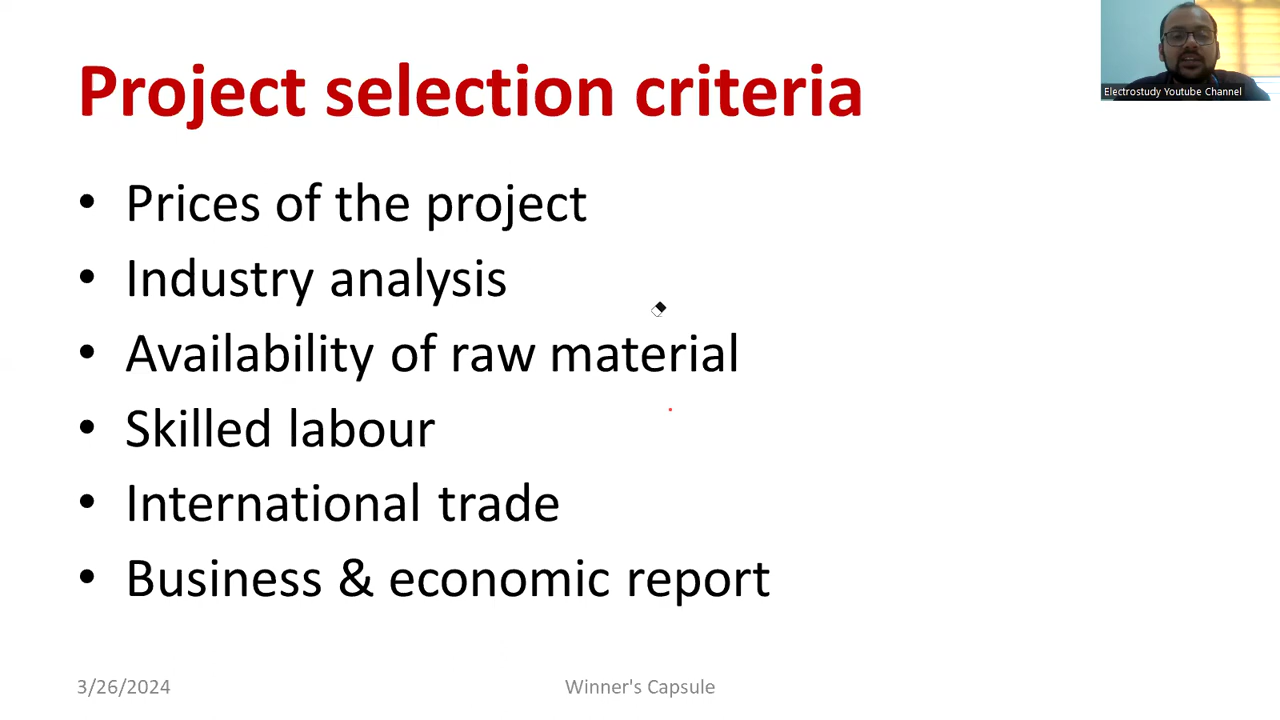 Project selection criteria
Electrostudy Youtube Channel
• Prices of the project
• Industry analysis
• Availability of raw material
• Skilled labour
• International trade
• Business & economic report
3/26/2024
Winner's Capsule